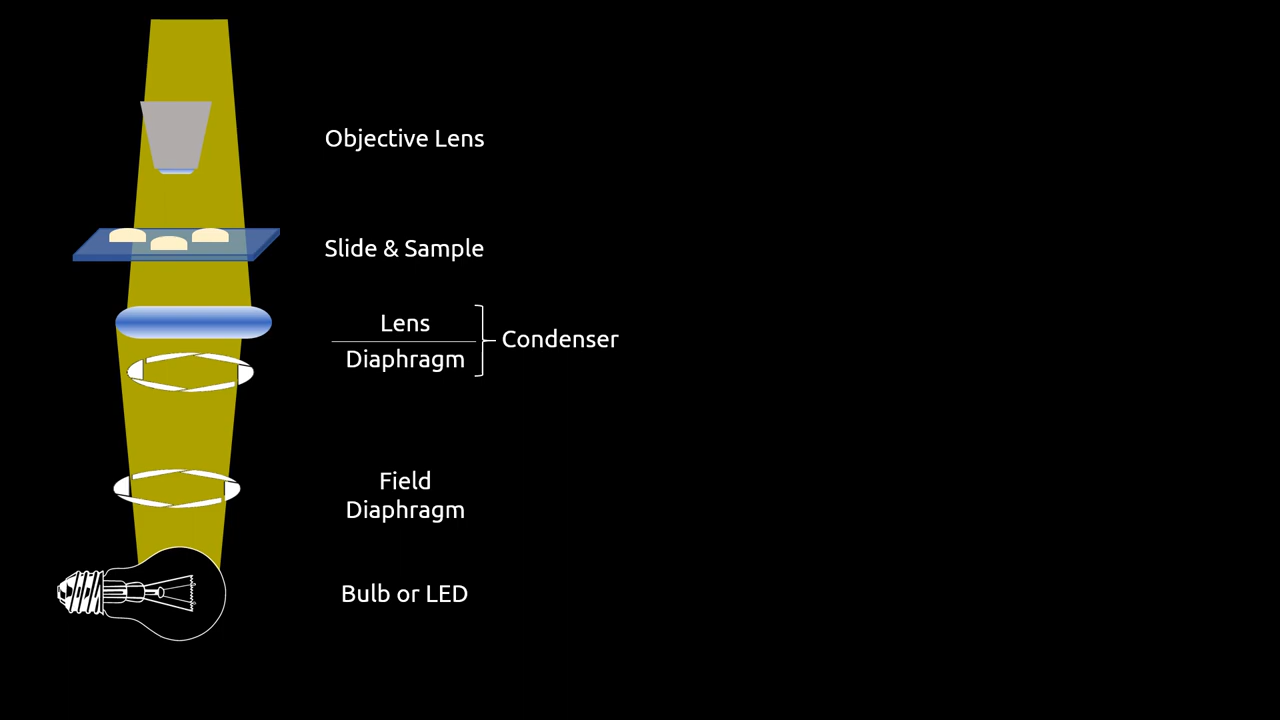 Objective Lens
Slide & Sample
Lens
Diaphragm
Condenser
Field
Diaphragm
Bulb or LED